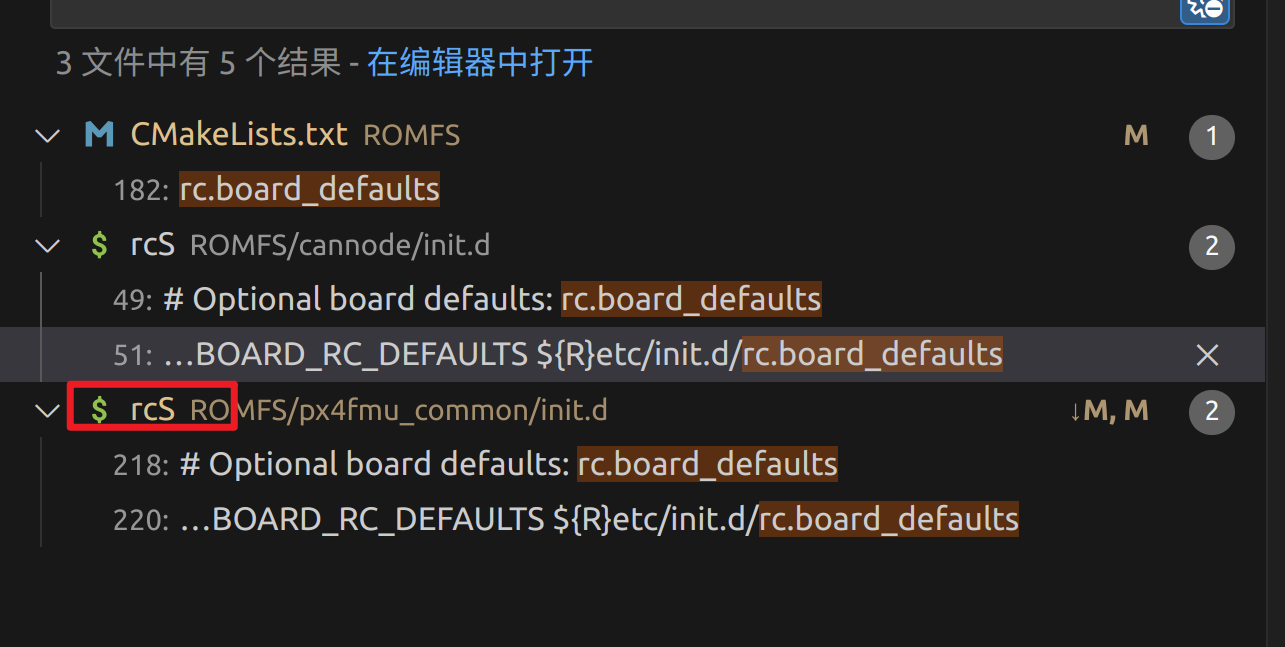 3 文件中有 5 个结果 - 在编辑器中打开
CMakeLists.txt ROMFS M 1
182: rc.board_defaults
$ rcS ROMFS/cannode/init.d 2
49: # Optional board defaults: rc.board_defaults
51: …BOARD_RC_DEFAULTS ${R}etc/init.d/rc.board_defaults
$ rcS ROMFS/px4fmu_common/init.d ↓M, M 2
218: # Optional board defaults: rc.board_defaults
220: …BOARD_RC_DEFAULTS ${R}etc/init.d/rc.board_defaults